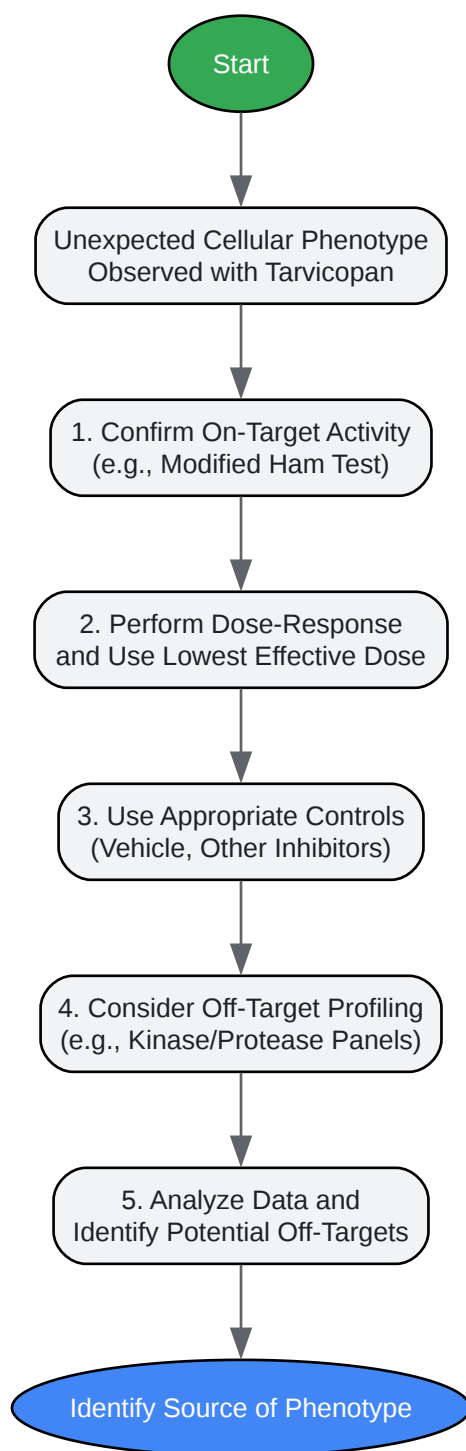 Start
Unexpected Cellular Phenotype
Observed with Tarvicopan
1. Confirm On-Target Activity
(e.g., Modified Ham Test)
2. Perform Dose-Response
and Use Lowest Effective Dose
3. Use Appropriate Controls
(Vehicle, Other Inhibitors)
4. Consider Off-Target Profiling
(e.g., Kinase/Protease Panels)
5. Analyze Data and
Identify Potential Off-Targets
Identify Source of Phenotype